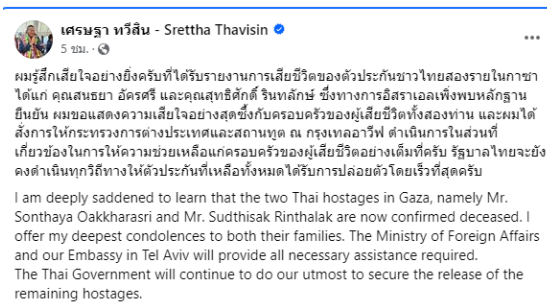 เศรษฐา ทวีสิน - Srettha Thavisin
5 ชม. ·
ผมรู้สึกเสียใจอย่างยิ่งครับที่ได้รับรายงานการเสียชีวิตของตัวประกันชาวไทยสองรายในกาซา
ได้แก่ คุณสนธยา อัครศรี และคุณสุทธิศักดิ์ รินทลักษ์ ซึ่งทางการอิสราเอลเพิ่งพบหลักฐาน
ยืนยัน ผมขอแสดงความเสียใจอย่างสุดซึ้งกับครอบครัวของผู้เสียชีวิตทั้งสองท่าน และผมได้
สั่งการให้กระทรวงการต่างประเทศและสถานทูต ณ กรุงเทลอาวีฟ ดำเนินการในส่วนที่
เกี่ยวข้องในการให้ความช่วยเหลือแก่ครอบครัวของผู้เสียชีวิตอย่างเต็มที่ครับ รัฐบาลไทยจะยัง
คงดำเนินทุกวิถีทางให้ตัวประกันที่เหลือทั้งหมดได้รับการปล่อยตัวโดยเร็วที่สุดครับ
I am deeply saddened to learn that the two Thai hostages in Gaza, namely Mr.
Sonthaya Oakkharasri and Mr. Sudthisak Rinthalak are now confirmed deceased. I
offer my deepest condolences to both their families. The Ministry of Foreign Affairs
and our Embassy in Tel Aviv will provide all necessary assistance required.
The Thai Government will continue to do our utmost to secure the release of the
remaining hostages.